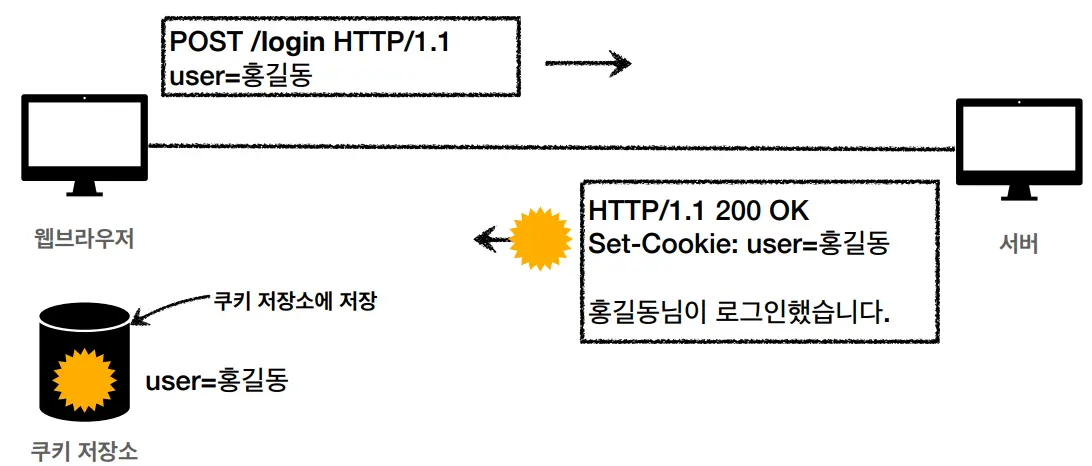 POST /login HTTP/1.1
user=홍길동
웹브라우저
HTTP/1.1 200 OK
Set-Cookie: user=홍길동
홍길동님이 로그인했습니다.
서버
쿠키 저장소에 저장
user=홍길동
쿠키 저장소